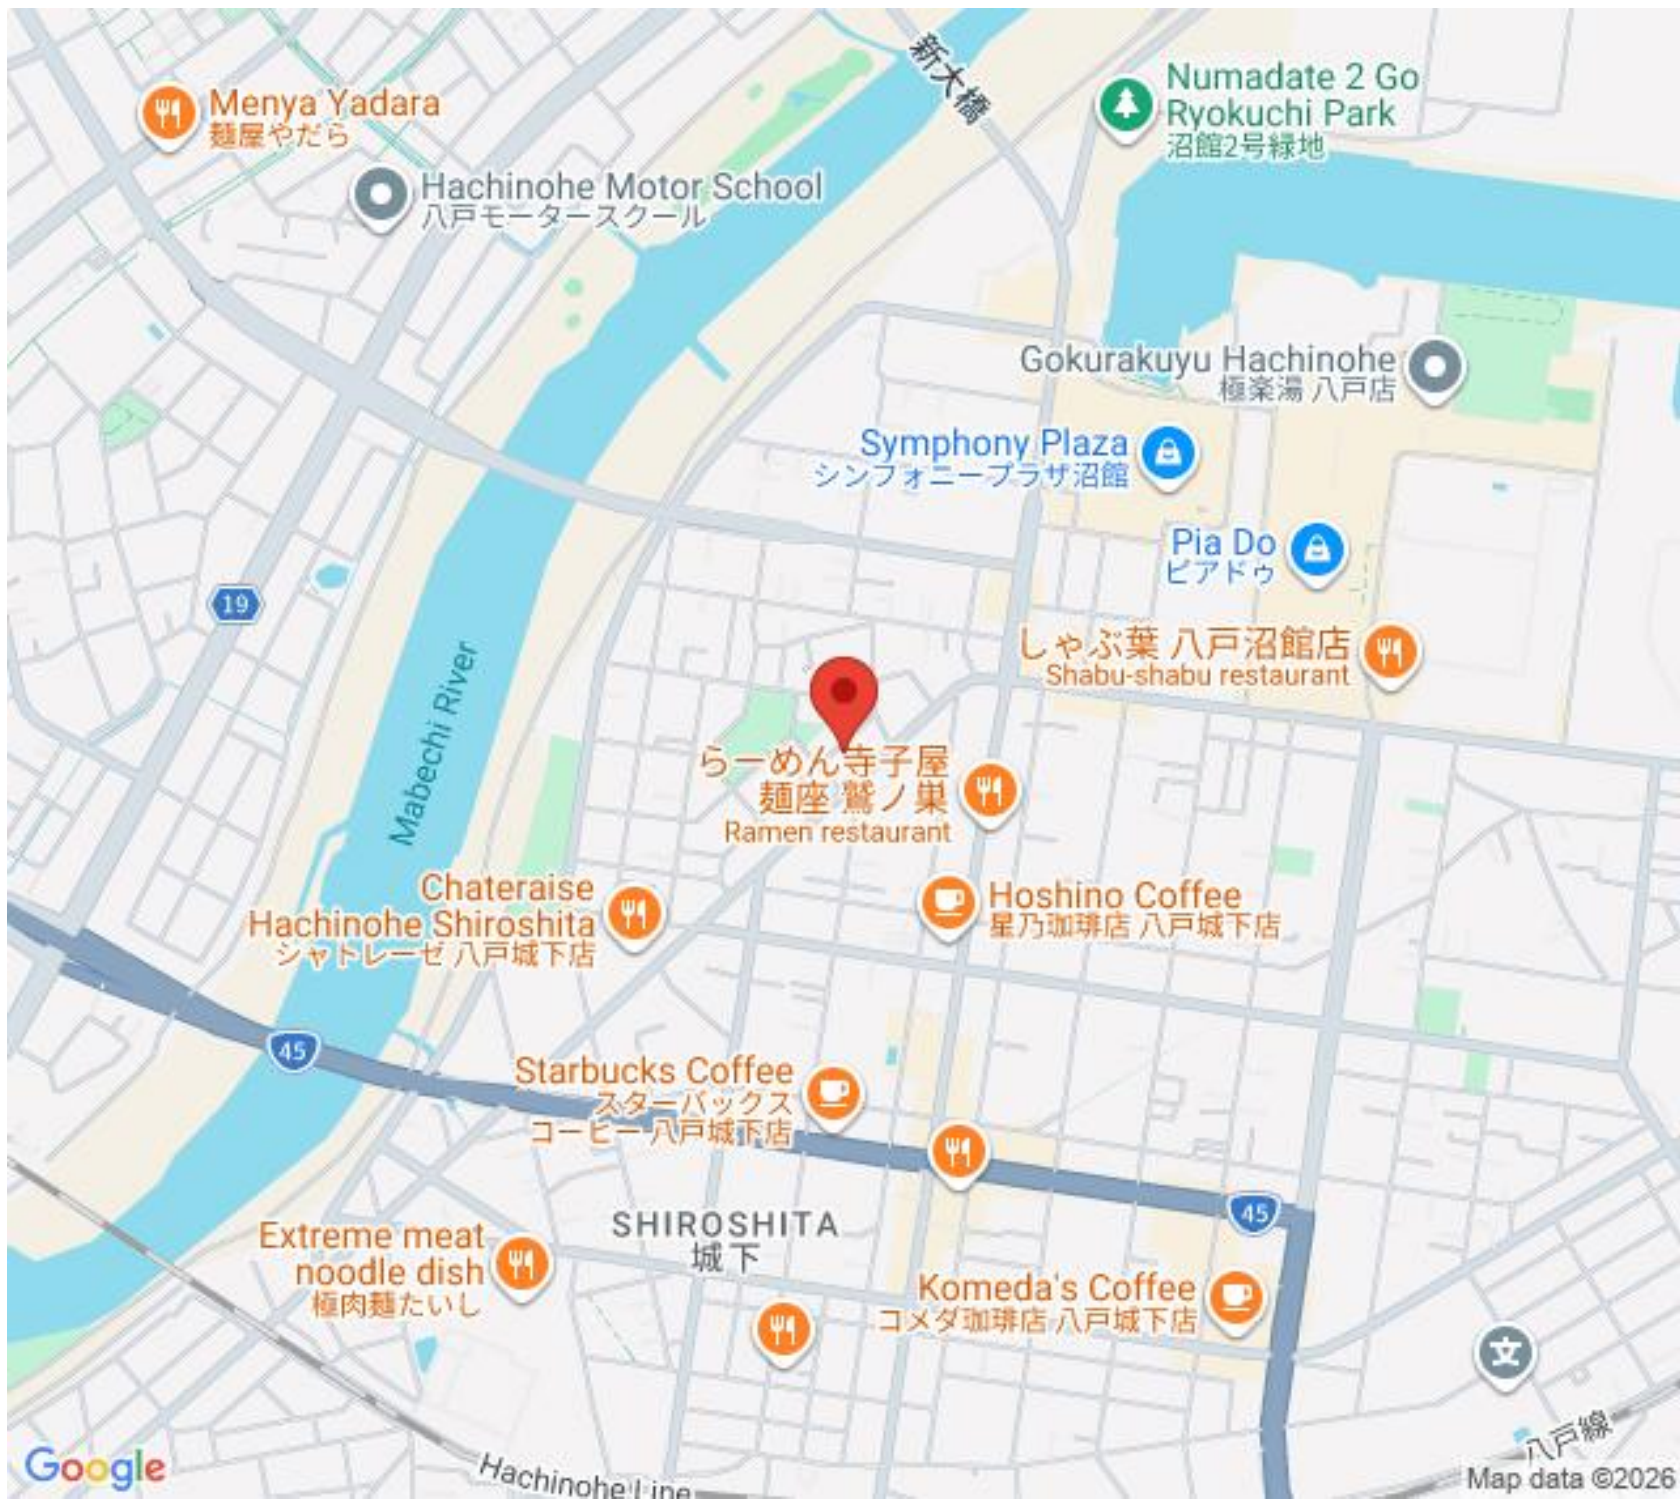 新大橋
Numadate 2 Go
Ryokuchi Park
沼館2号緑地
Menya Yadara
麺屋やだら
Hachinohe Motor School
八戸モータースクール
Gokurakuyu Hachinohe
極楽湯 八戸店
Symphony Plaza
シンフォニープラザ沼館
Pia Do
ピアドゥ
19
しゃぶ葉 八戸沼館店
Shabu-shabu restaurant
Mabechi River
らーめん寺子屋
麺座 鷲ノ巣
Ramen restaurant
Chateraise
Hachinohe Shiroshita
シャトレーゼ 八戸城下店
Hoshino Coffee
星乃珈琲店 八戸城下店
45
Starbucks Coffee
スターバックス
コーヒー 八戸城下店
45
SHIROSHITA
城下
Extreme meat
noodle dish
極肉麺たいし
Komeda's Coffee
コメダ珈琲店 八戸城下店
文
八戸線
Google
Hachinohe Line
Map data ©2026